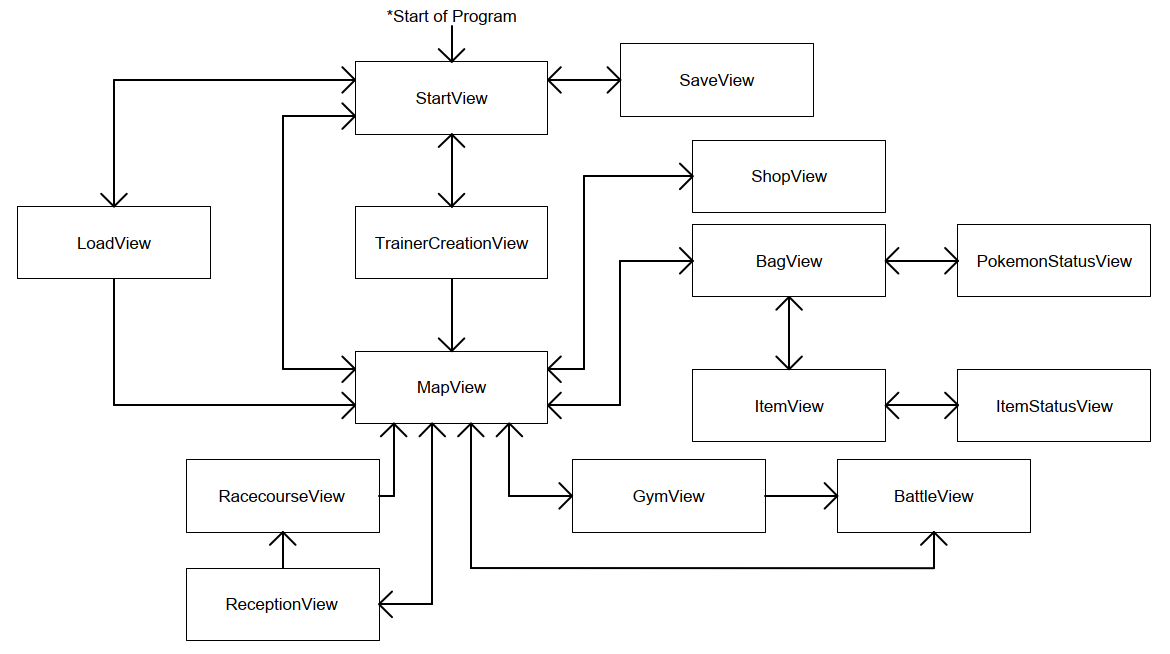 *Start of Program
StartView
SaveView
ShopView
LoadView
TrainerCreationView
BagView
PokemonStatusView
MapView
ItemView
ItemStatusView
RacecourseView
GymView
BattleView
ReceptionView